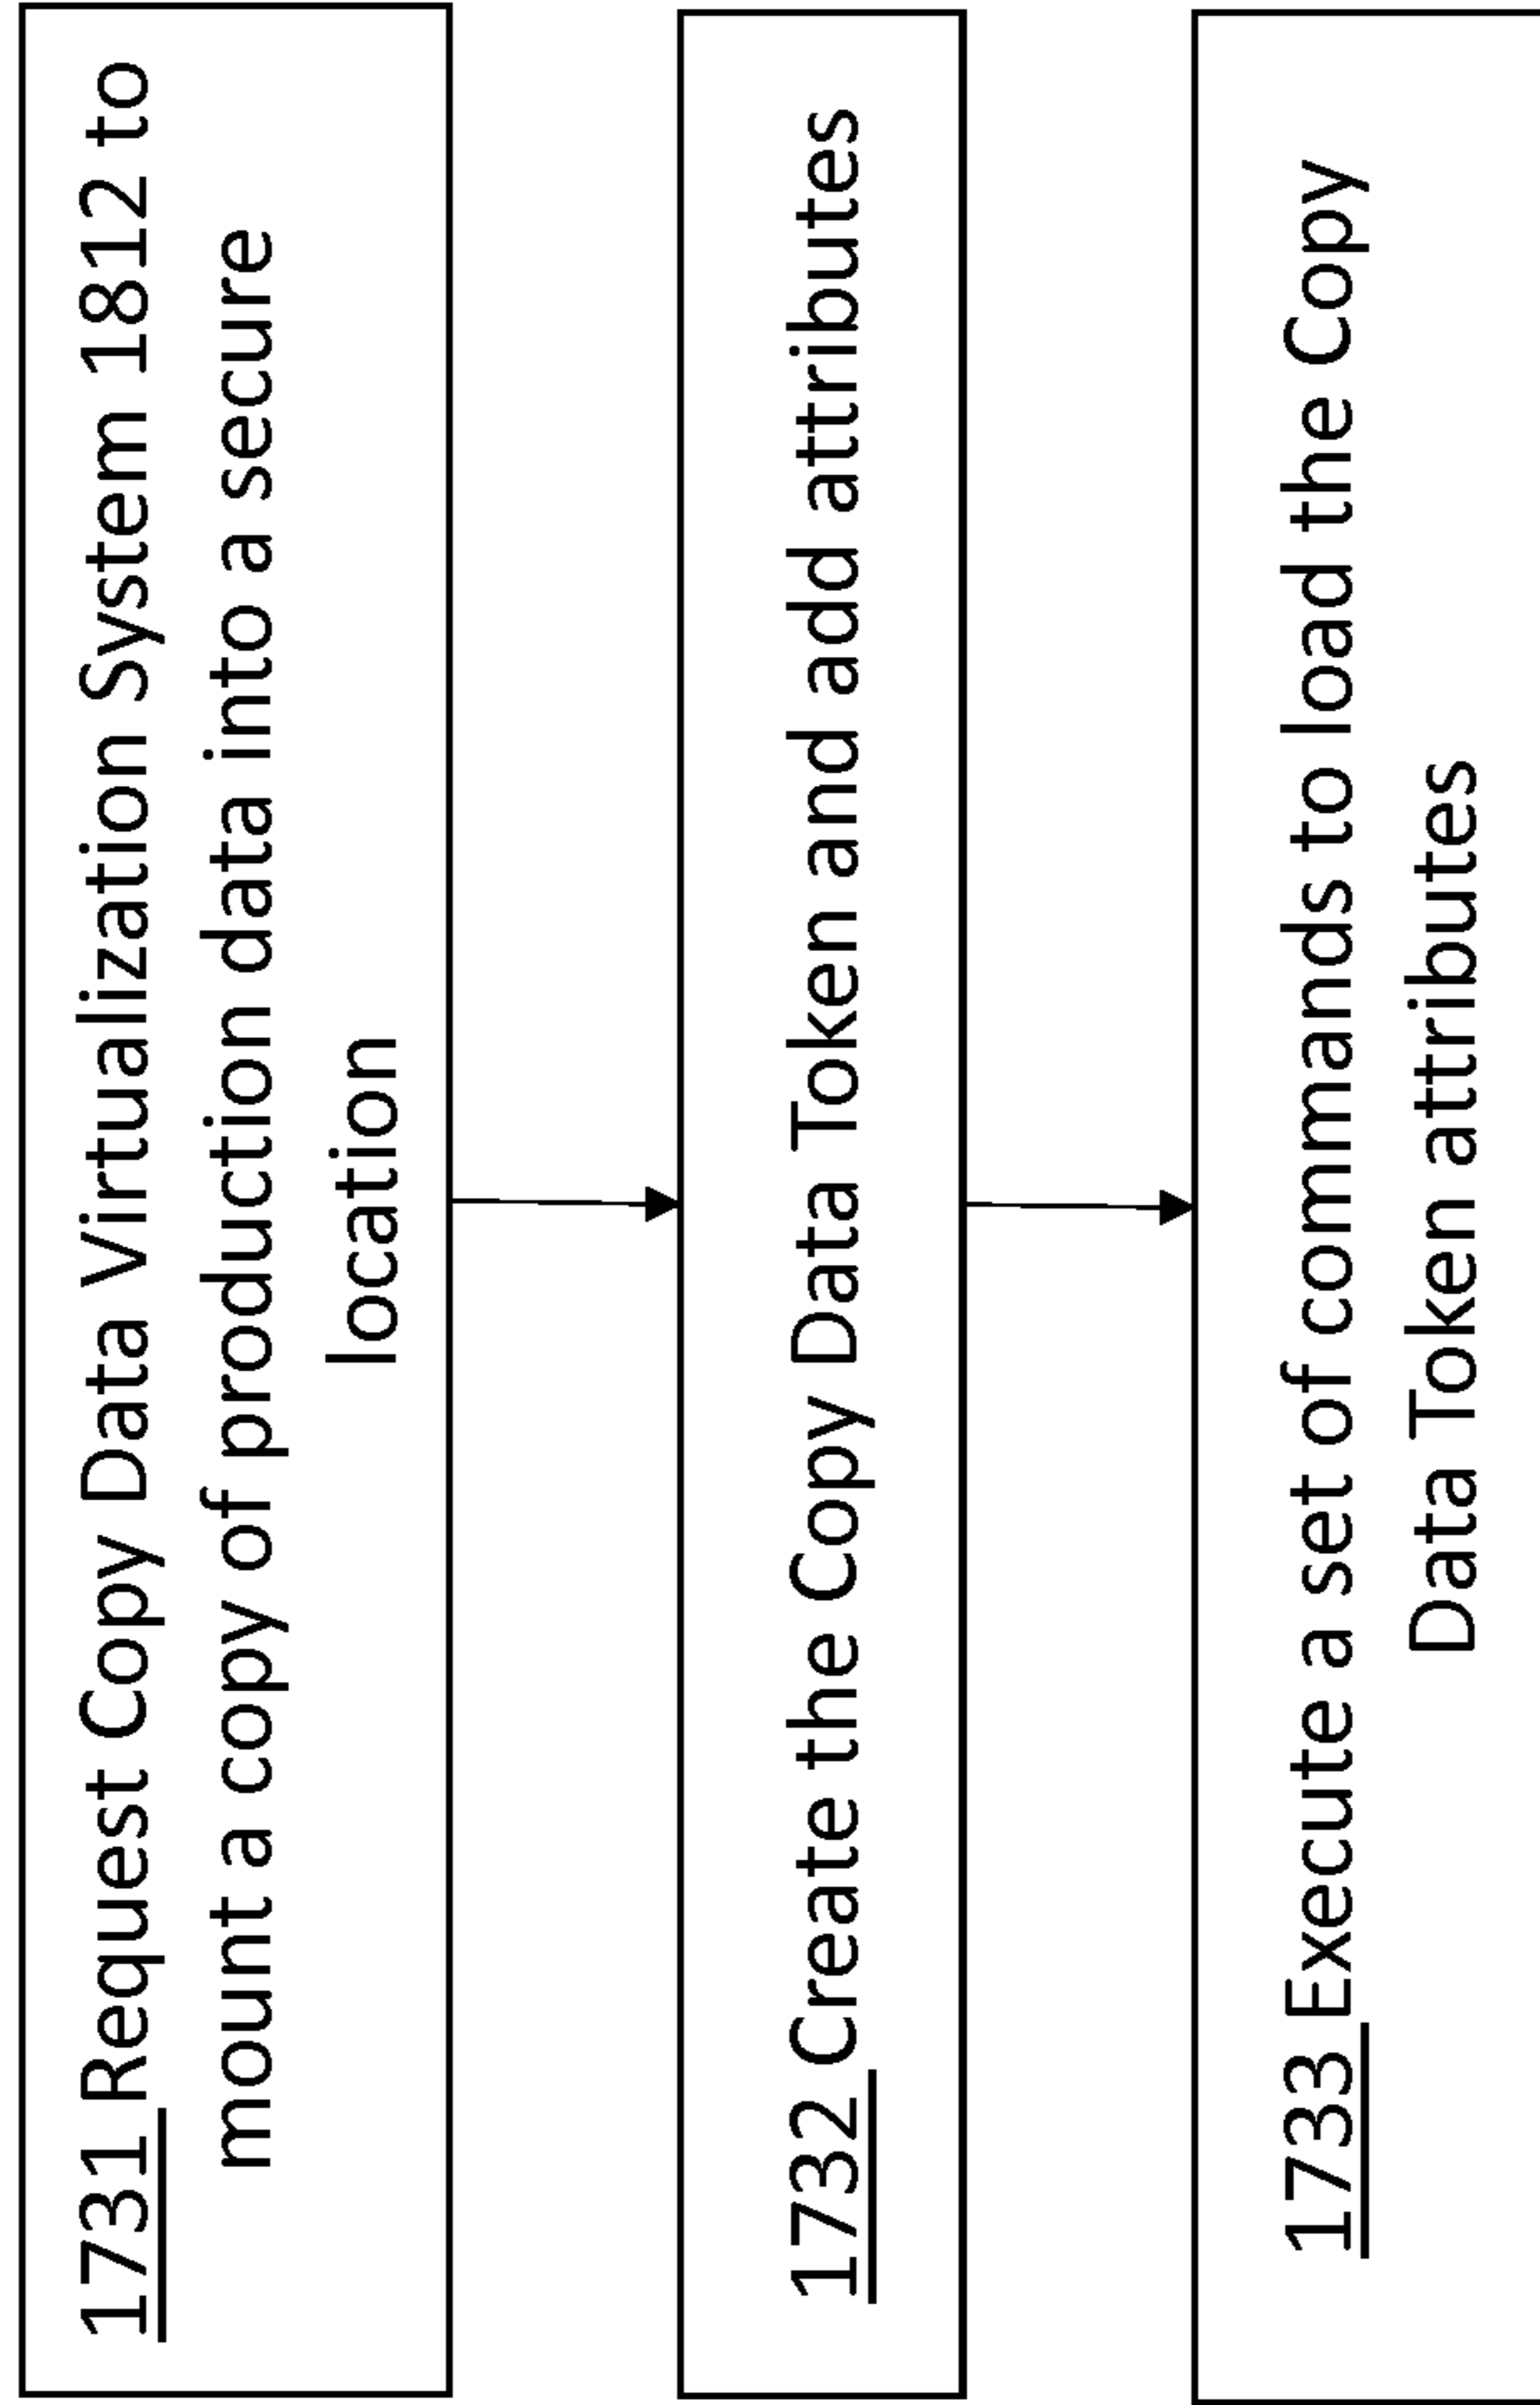 1731 Request Copy Data Virtualization System 1812 to
mount a copy of production data into a secure
location
1732 Create the Copy Data Token and add attributes
1733 Execute a set of commands to load the Copy
Data Token attributes